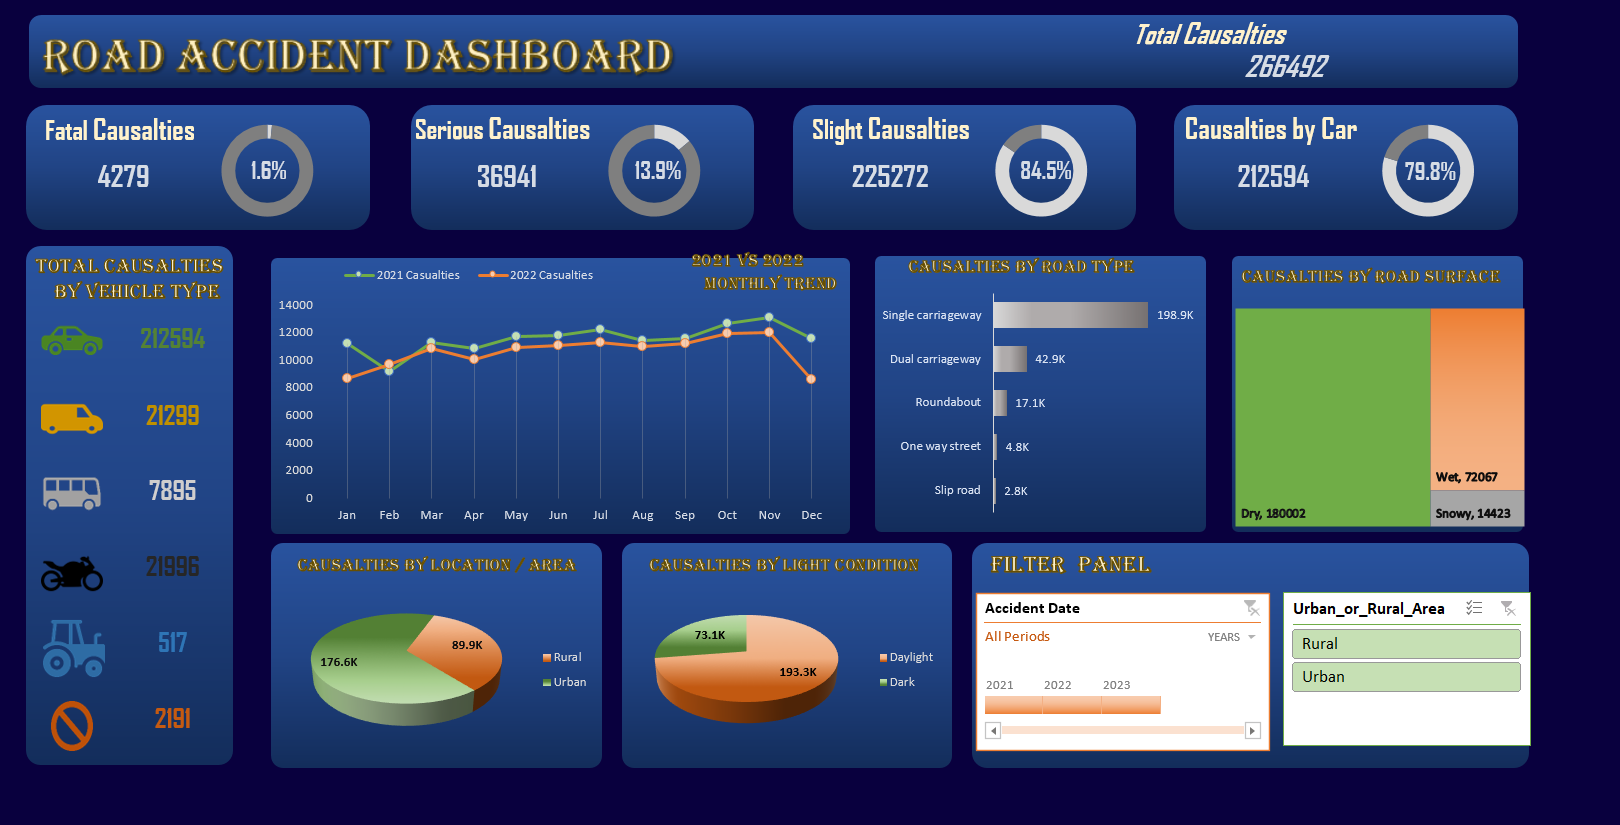 ROAD ACCIDENT DASHBOARD
Total Causalties
266492
Fatal Causalties
4279
1.6%
Serious Causalties
36941
13.9%
Slight Causalties
225272
84.5%
Causalties by Car
212594
79.8%
TOTAL CAUSALTIES
BY VEHICLE TYPE
212594
21299
7895
21996
517
2191
2021 VS 2022
MONTHLY TREND
2021 Casualties
2022 Casualties
14000
12000
10000
8000
6000
4000
2000
0
Jan Feb Mar Apr May Jun Jul Aug Sep Oct Nov Dec
CAUSALTIES BY ROAD TYPE
Single carriageway 198.9K
Dual carriageway 42.9K
Roundabout 17.1K
One way street 4.8K
Slip road 2.8K
CAUSALTIES BY ROAD SURFACE
Dry, 180002
Wet, 72067
Snowy, 14423
CAUSALTIES BY LOCATION / AREA
89.9K
176.6K
Rural
Urban
CAUSALTIES BY LIGHT CONDITION
73.1K
193.3K
Daylight
Dark
FILTER PANEL
Accident Date
All Periods
YEARS
2021 2022 2023
Urban_or_Rural_Area
Rural
Urban